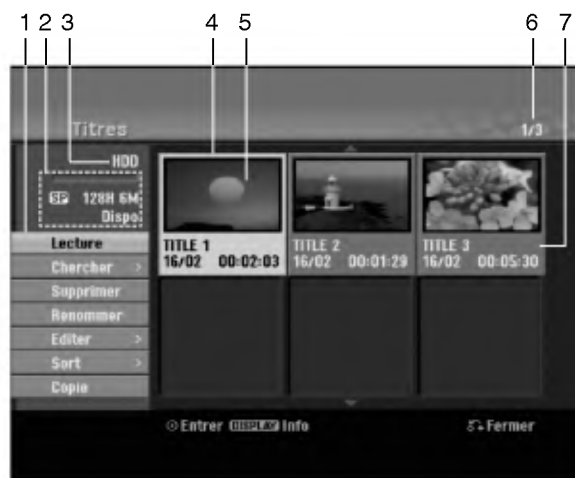 1 2 3 4 5 6 7
Titres 1/3
HDD
SP 128H 6M
Dispo
Lecture
Chercher >
Supprimer
Renommer
Editer >
Sort >
Copie
TITLE 1
16/02 00:02:03
TITLE 2
16/02 00:01:29
TITLE 3
16/02 00:05:30
Entrer DISPLAY Info Fermer